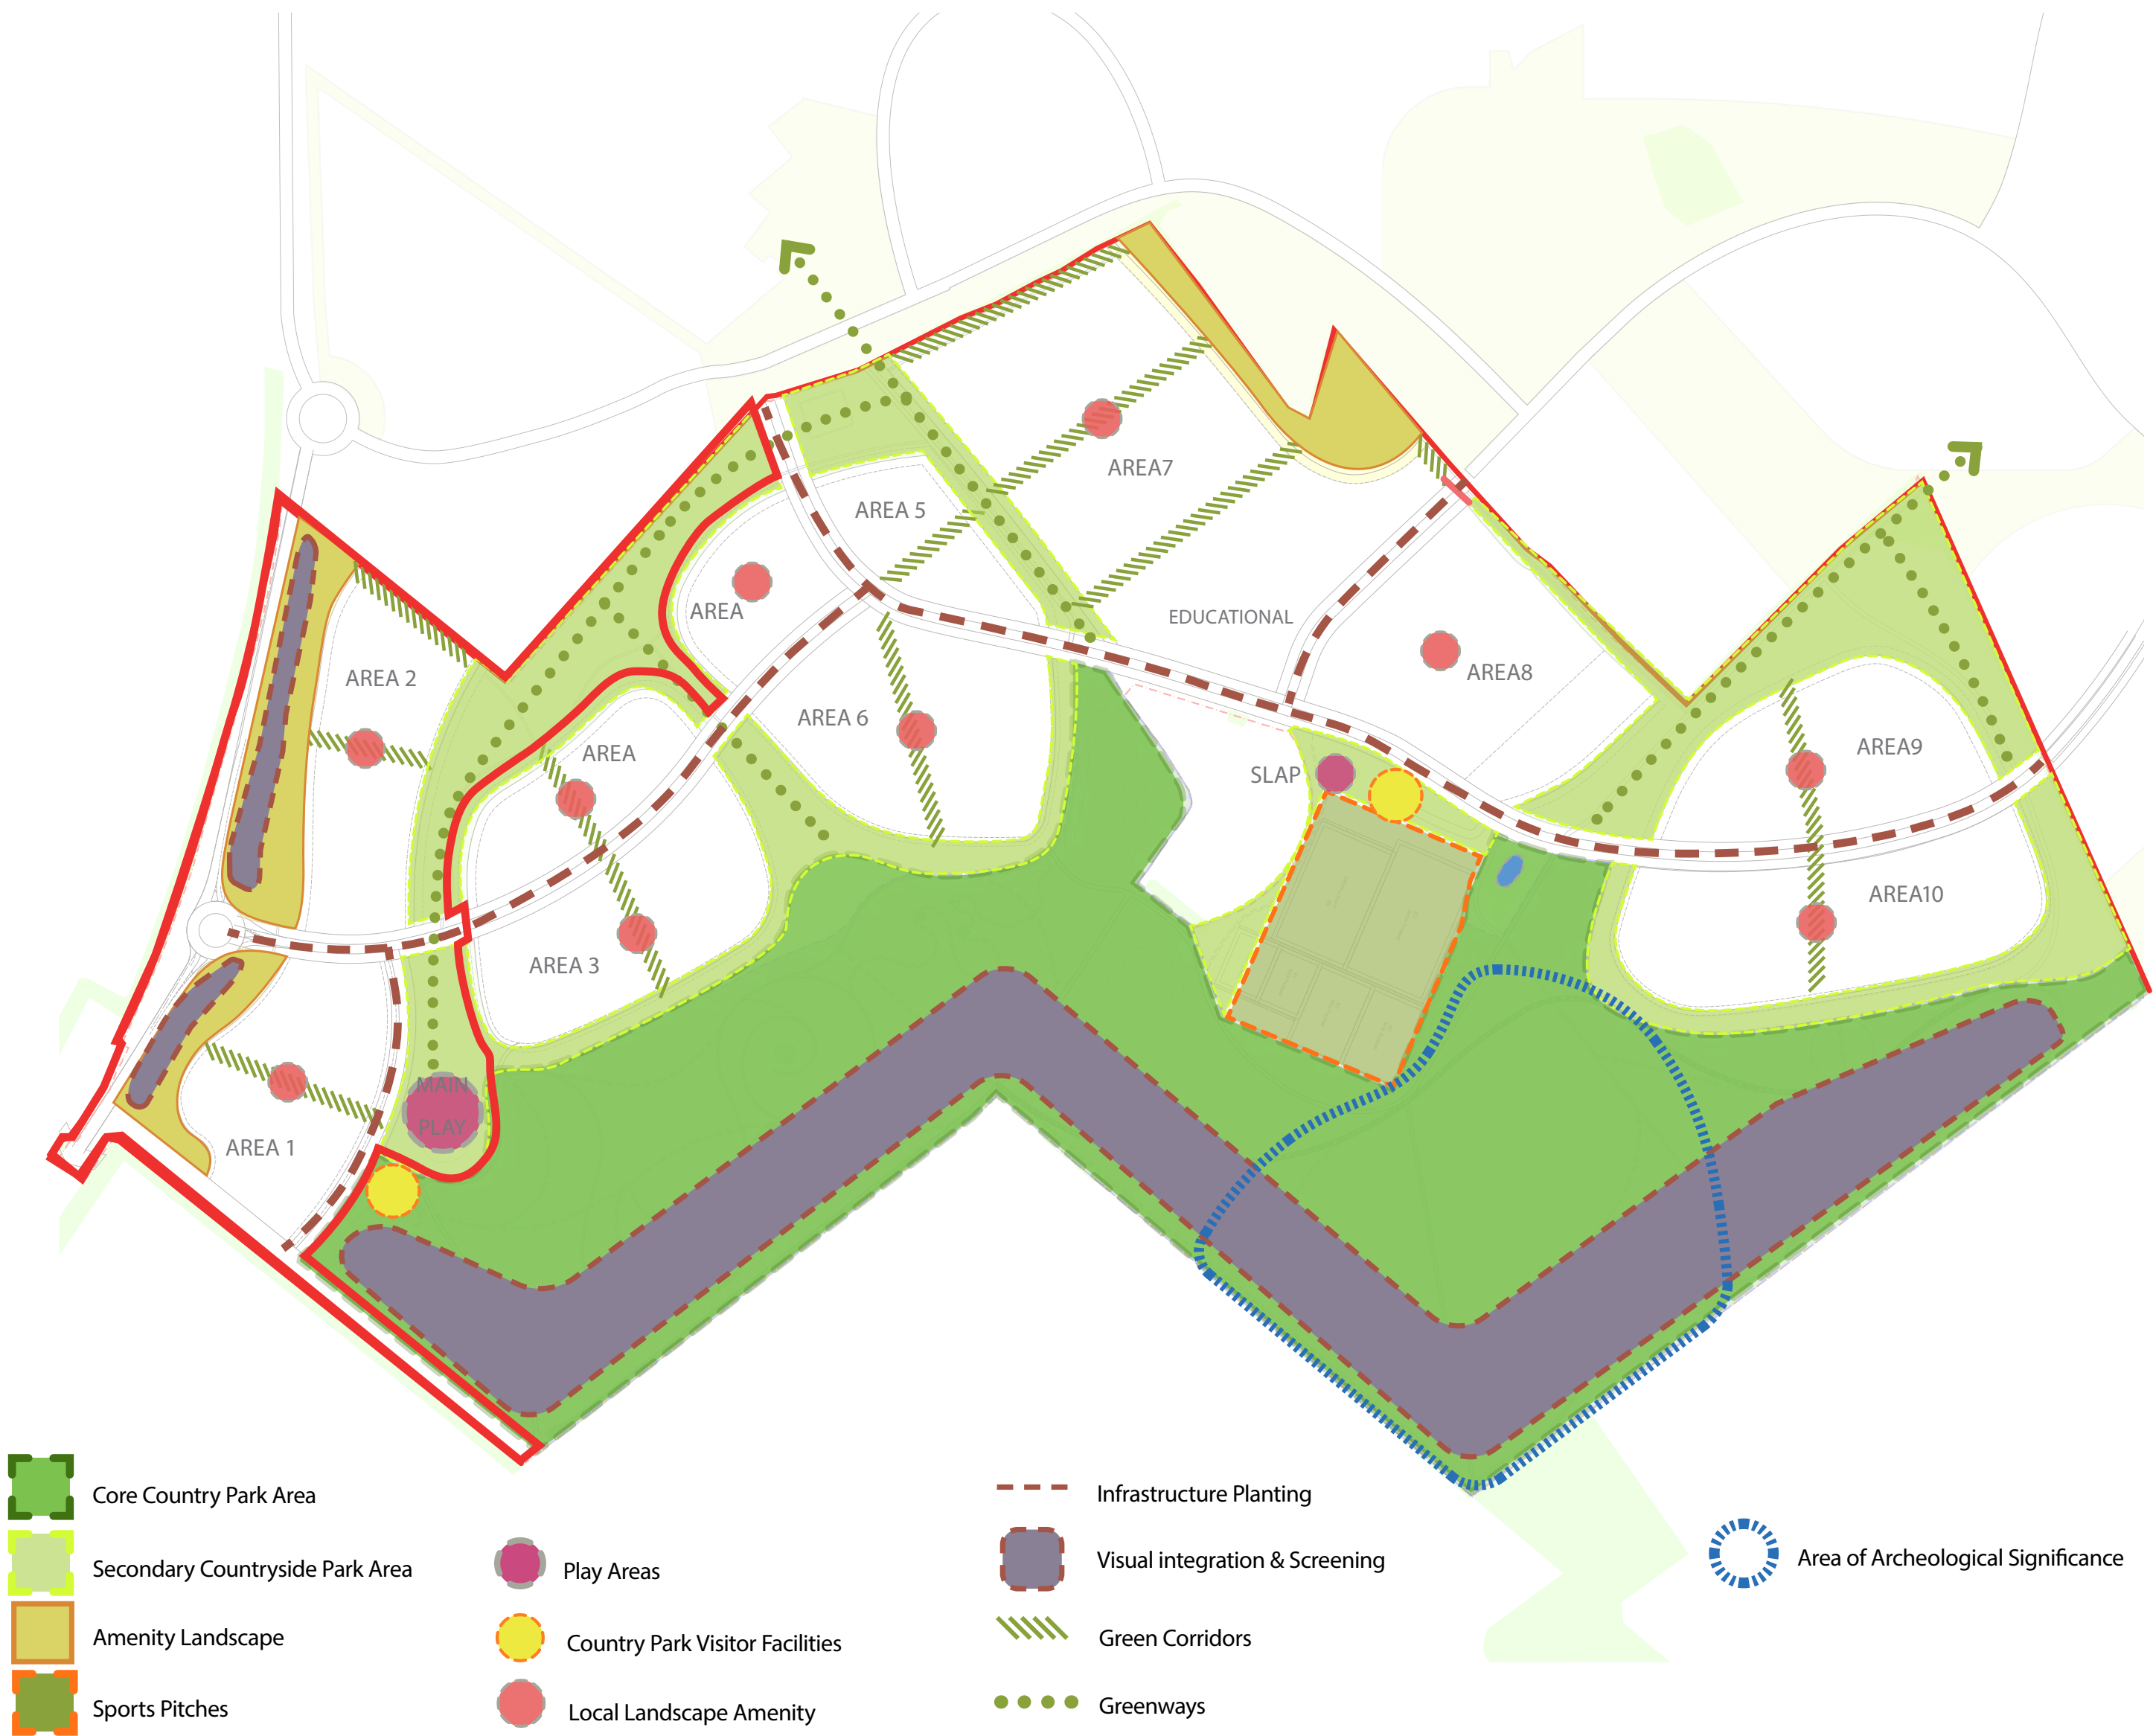 AREA7
AREA 5
AREA
EDUCATIONAL
AREA8
AREA 2
AREA 6
AREA9
AREA
SLAP
AREA10
AREA 3
MAIN
PLAY
AREA 1
Core Country Park Area
Secondary Countryside Park Area
Amenity Landscape
Sports Pitches
Play Areas
Country Park Visitor Facilities
Local Landscape Amenity
Infrastructure Planting
Visual integration & Screening
Green Corridors
Greenways
Area of Archeological Significance